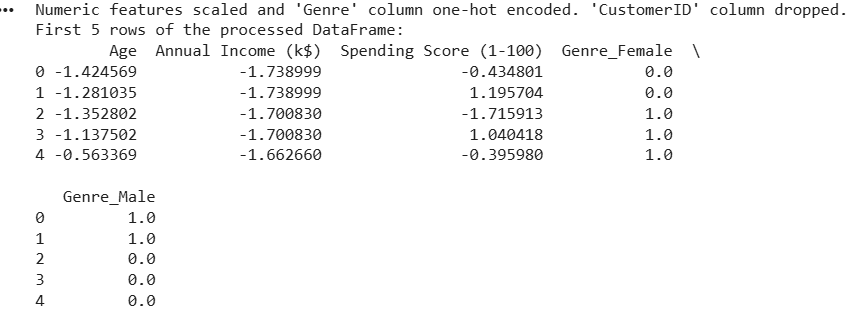 ••• Numeric features scaled and 'Genre' column one-hot encoded. 'CustomerID' column dropped.
First 5 rows of the processed DataFrame:
Age Annual Income (k$) Spending Score (1-100) Genre_Female \
0 -1.424569 -1.738999 -0.434801 0.0
1 -1.281035 -1.738999 1.195704 0.0
2 -1.352802 -1.700830 -1.715913 1.0
3 -1.137502 -1.700830 1.040418 1.0
4 -0.563369 -1.662660 -0.395980 1.0
Genre_Male
0 1.0
1 1.0
2 0.0
3 0.0
4 0.0